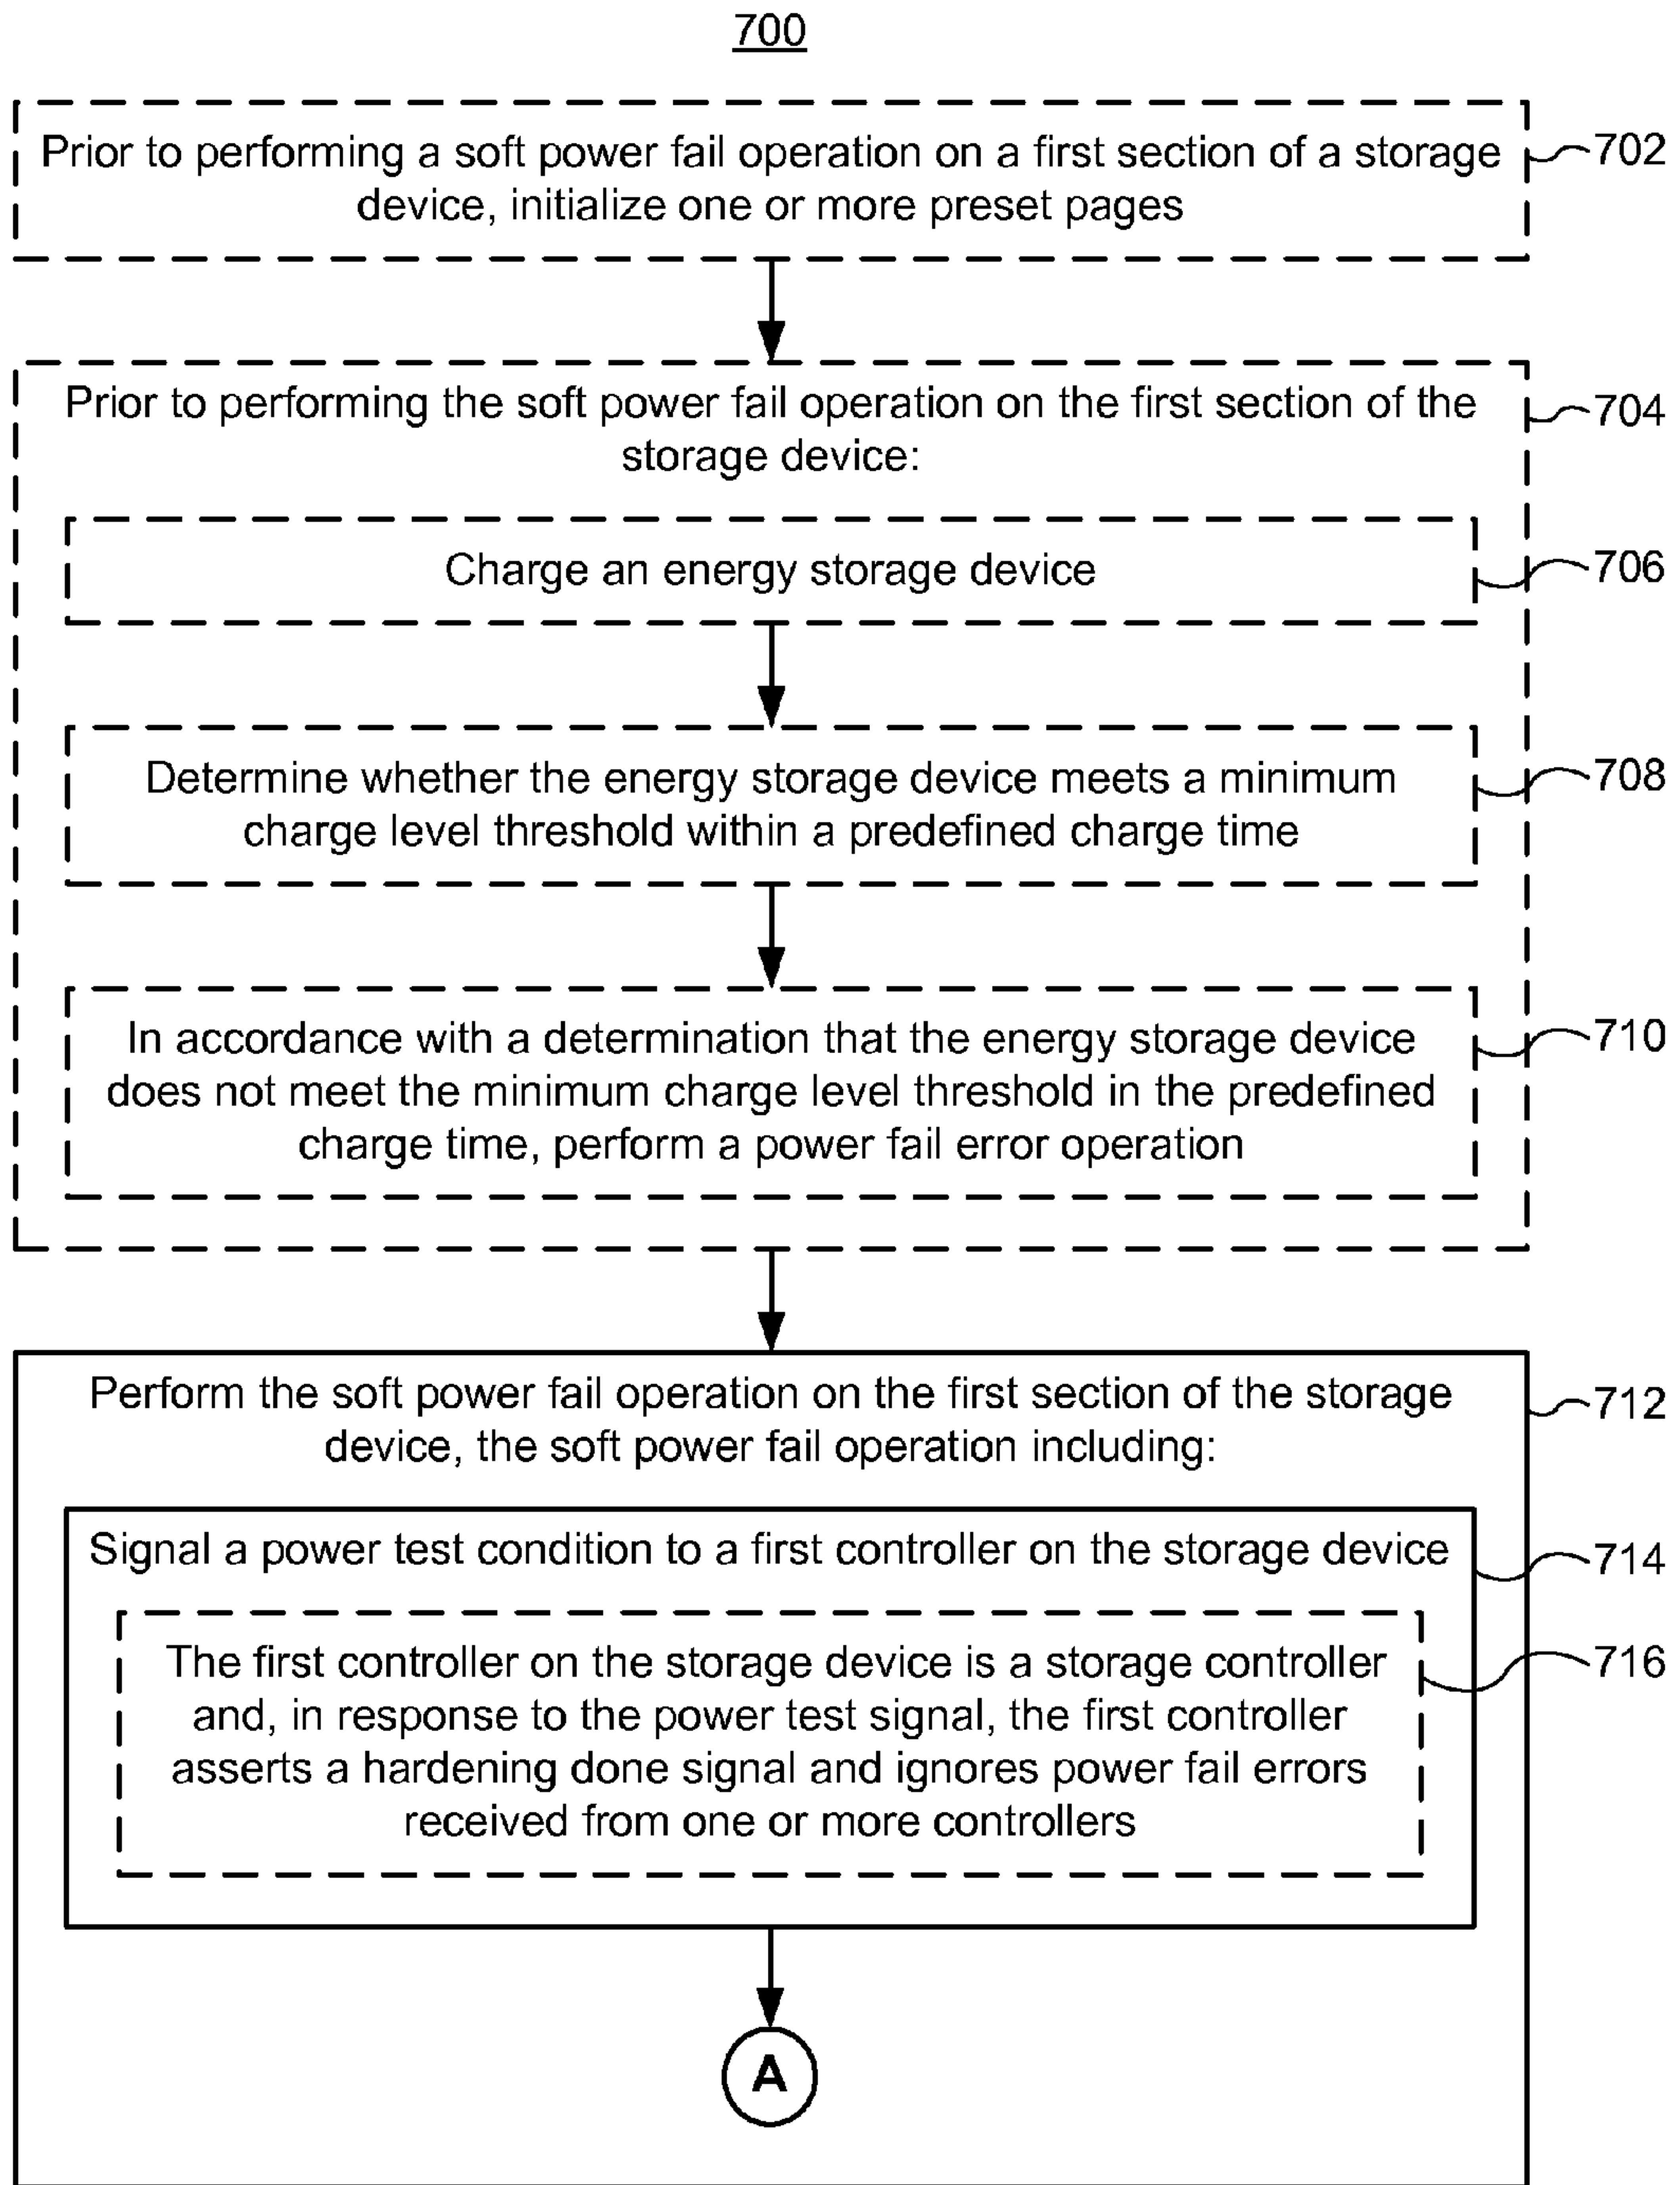 700
Prior to performing a soft power fail operation on a first section of a storage
device, initialize one or more preset pages
702
Prior to performing the soft power fail operation on the first section of the
storage device:
704
Charge an energy storage device
706
Determine whether the energy storage device meets a minimum
charge level threshold within a predefined charge time
708
In accordance with a determination that the energy storage device
does not meet the minimum charge level threshold in the predefined
charge time, perform a power fail error operation
710
Perform the soft power fail operation on the first section of the storage
device, the soft power fail operation including:
712
Signal a power test condition to a first controller on the storage device
714
The first controller on the storage device is a storage controller
and, in response to the power test signal, the first controller
asserts a hardening done signal and ignores power fail errors
received from one or more controllers
716
A